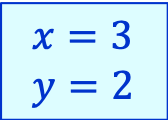 x = 3
y = 2